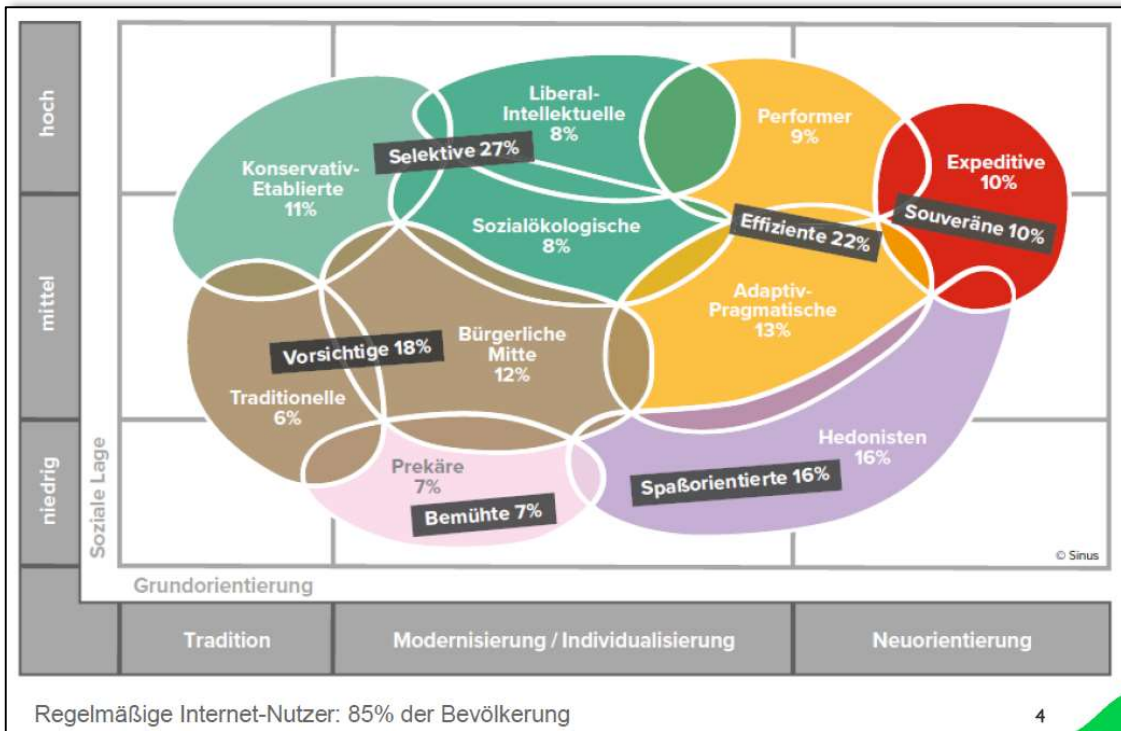 hoch
mittel
niedrig
Soziale Lage
Liberal-
Intellektuelle
8%
Performer
9%
Selektive 27%
Konservativ-
Etablierte
11%
Expeditive
10%
Souveräne 10%
Sozialökologische
8%
Effiziente 22%
Adaptiv-
Pragmatische
13%
Vorsichtige 18%
Bürgerliche
Mitte
12%
Traditionelle
6%
Hedonisten
16%
Prekäre
7%
Spaßorientierte 16%
Bemühte 7%
© Sinus
Grundorientierung
Tradition
Modernisierung / Individualisierung
Neuorientierung
Regelmäßige Internet-Nutzer: 85% der Bevölkerung
4